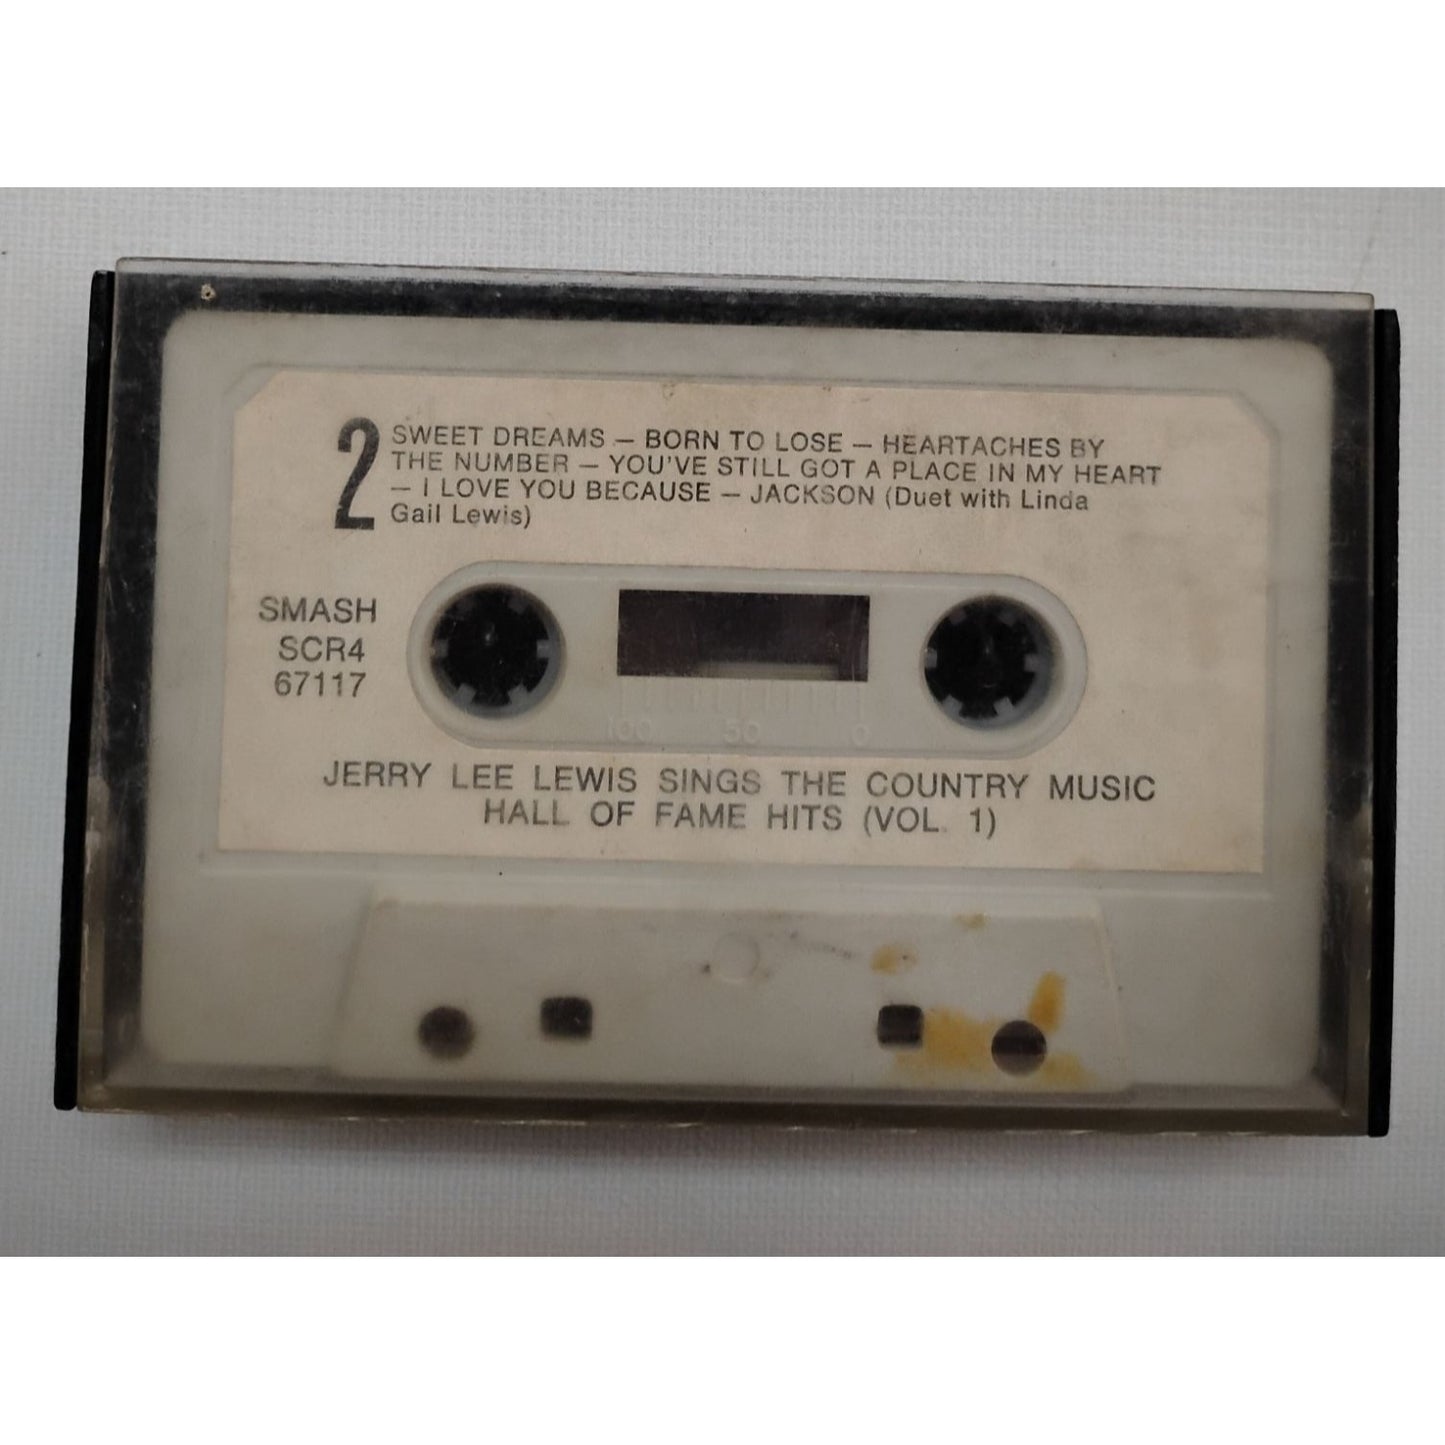 2
SWEET DREAMS – BORN TO LOSE – HEARTACHES BY
THE NUMBER – YOU'VE STILL GOT A PLACE IN MY HEART
– I LOVE YOU BECAUSE – JACKSON (Duet with Linda
Gail Lewis)
SMASH
SCR4
67117
100 50 0
JERRY LEE LEWIS SINGS THE COUNTRY MUSIC
HALL OF FAME HITS (VOL. 1)